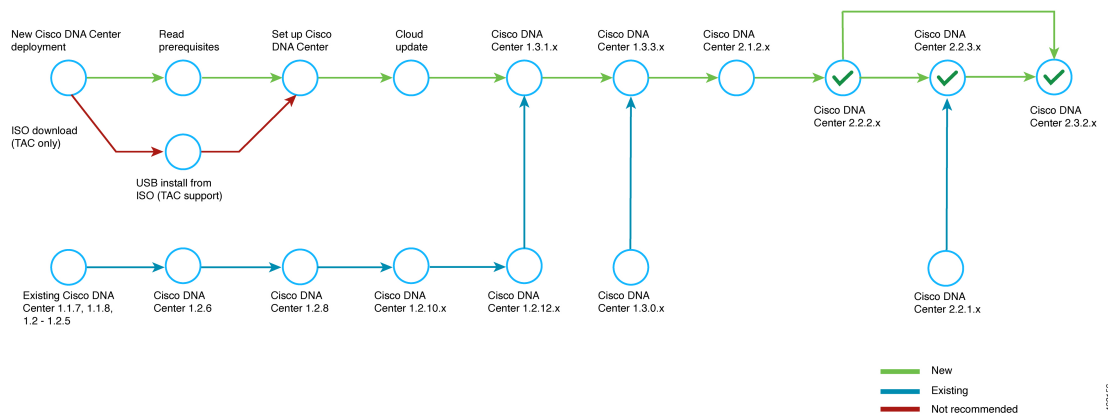 New Cisco DNA Center
deployment
Read
prerequisites
Set up Cisco
DNA Center
Cloud
update
Cisco DNA
Center 1.3.1.x
Cisco DNA
Center 1.3.3.x
Cisco DNA
Center 2.1.2.x
Cisco DNA
Center 2.2.3.x
Cisco DNA
Center 2.2.2.x
Cisco DNA
Center 2.3.2.x
ISO download
(TAC only)
USB install from
ISO (TAC support)
Existing Cisco DNA
Center 1.1.7, 1.1.8,
1.2 - 1.2.5
Cisco DNA
Center 1.2.6
Cisco DNA
Center 1.2.8
Cisco DNA
Center 1.2.10.x
Cisco DNA
Center 1.2.12.x
Cisco DNA
Center 1.3.0.x
Cisco DNA
Center 2.2.1.x
New
Existing
Not recommended